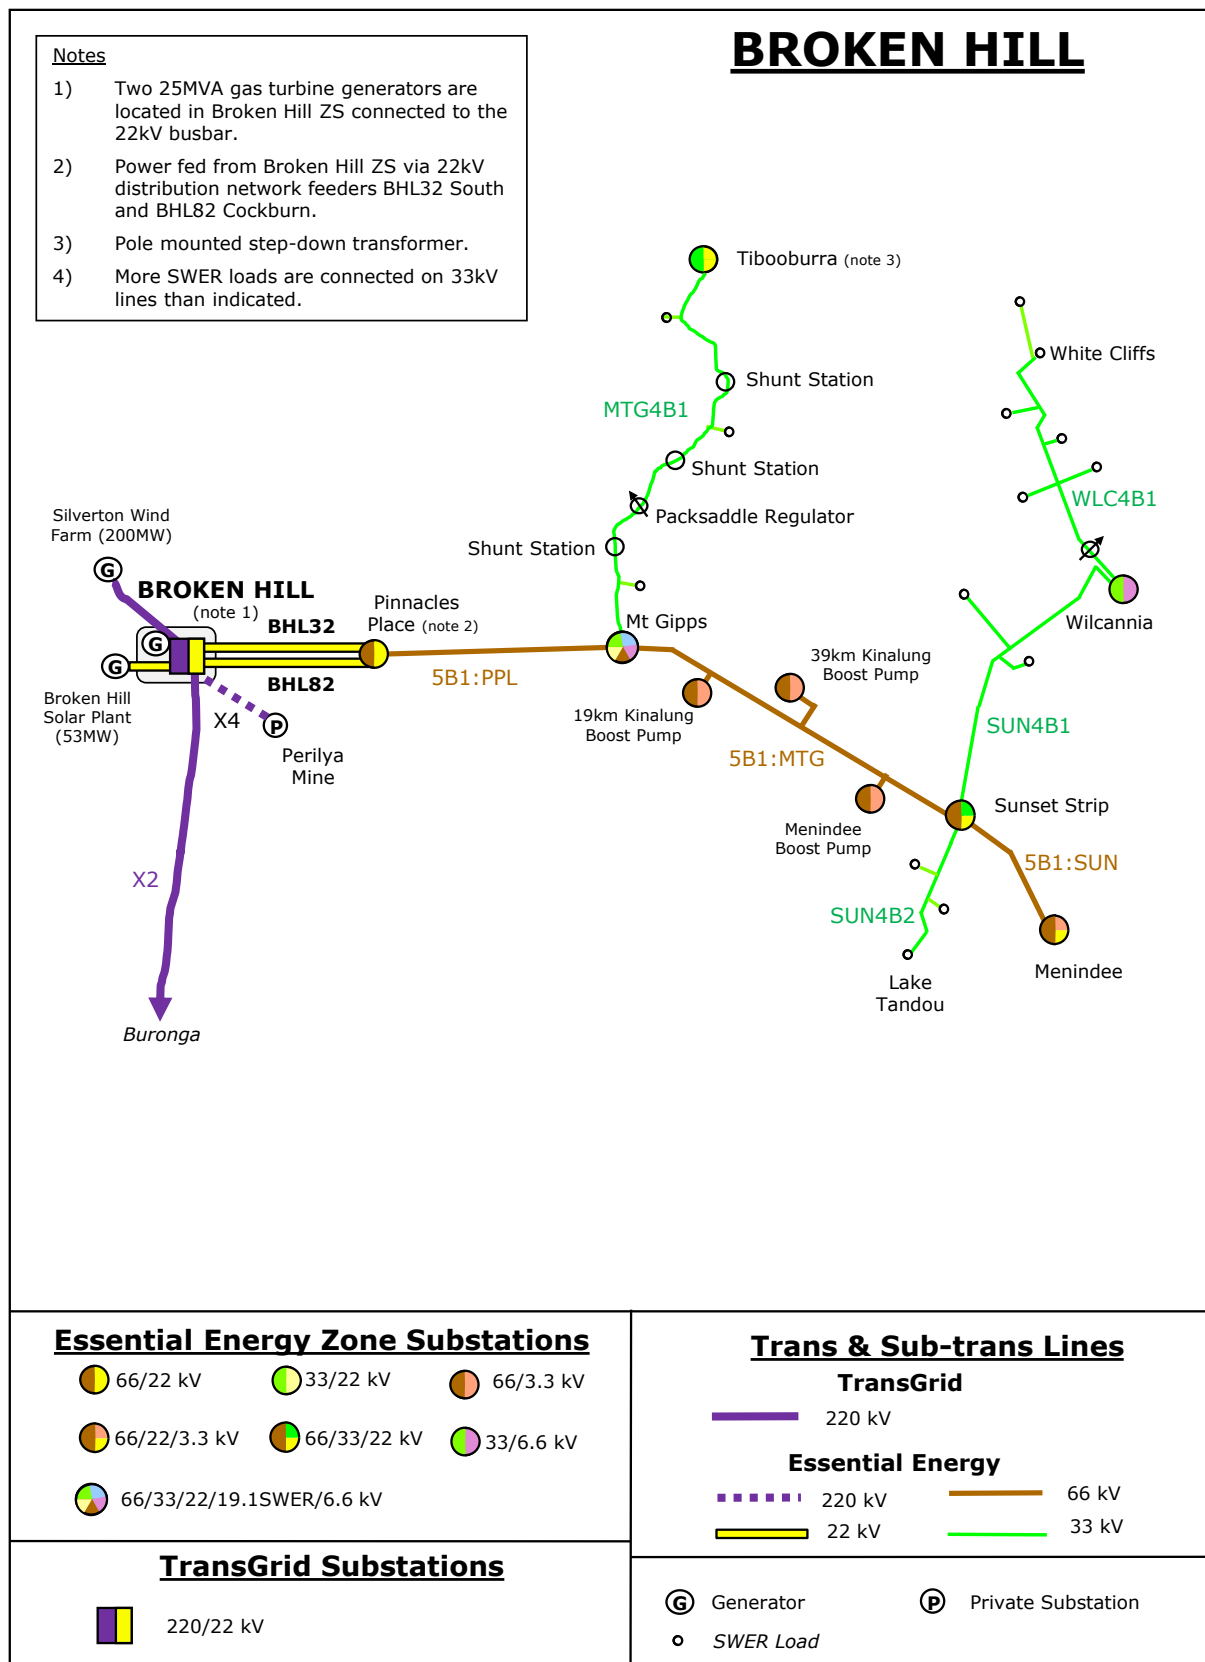 BROKEN HILL
Notes
1) Two 25MVA gas turbine generators are
located in Broken Hill ZS connected to the
22kV busbar.
2) Power fed from Broken Hill ZS via 22kV
distribution network feeders BHL32 South
and BHL82 Cockburn.
3) Pole mounted step-down transformer.
4) More SWER loads are connected on 33kV
lines than indicated.
Tibooburra (note 3)
White Cliffs
Shunt Station
MTG4B1
Shunt Station
WLC4B1
Packsaddle Regulator
Silverton Wind
Farm (200MW)
Shunt Station
G
BROKEN HILL
(note 1)
Pinnacles
Place (note 2)
Mt Gipps
Wilcannia
BHL32
G
G
39km Kinalung
Boost Pump
5B1:PPL
BHL82
Broken Hill
Solar Plant
(53MW)
X4
P
19km Kinalung
Boost Pump
SUN4B1
Perilya
Mine
5B1:MTG
Sunset Strip
Menindee
Boost Pump
5B1:SUN
X2
SUN4B2
Menindee
Lake
Tandou
Buronga
Essential Energy Zone Substations
66/22 kV
33/22 kV
66/3.3 kV
66/22/3.3 kV
66/33/22 kV
33/6.6 kV
66/33/22/19.1SWER/6.6 kV
TransGrid Substations
220/22 kV
Trans & Sub-trans Lines
TransGrid
220 kV
Essential Energy
220 kV
66 kV
22 kV
33 kV
G Generator
P Private Substation
SWER Load